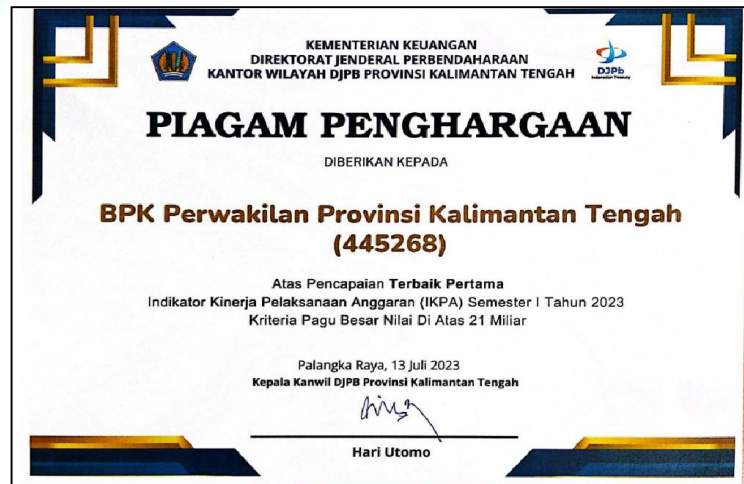 KEMENTERIAN KEUANGAN
DIREKTORAT JENDERAL PERBENDAHARAAN
KANTOR WILAYAH DJPB PROVINSI KALIMANTAN TENGAH
DJPb
Indonesian Treasury
PIAGAM PENGHARGAAN
DIBERIKAN KEPADA
BPK Perwakilan Provinsi Kalimantan Tengah
(445268)
Atas Pencapaian Terbaik Pertama
Indikator Kinerja Pelaksanaan Anggaran (IKPA) Semester I Tahun 2023
Kriteria Pagu Besar Nilai Di Atas 21 Miliar
Palangka Raya, 13 Juli 2023
Kepala Kanwil DJPB Provinsi Kalimantan Tengah
Hari Utomo